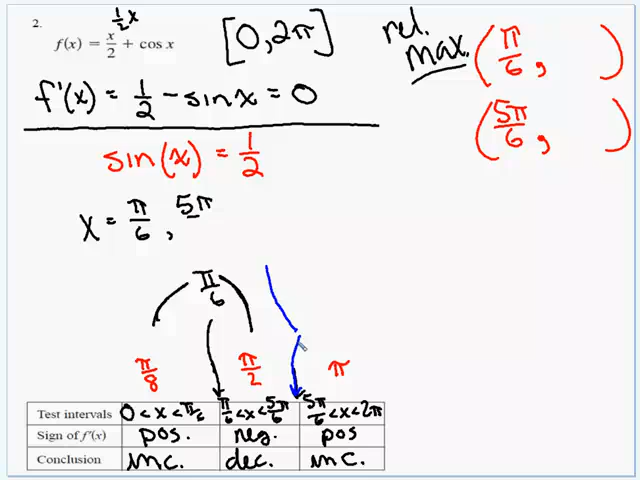 2.
1/2 x
f(x) = x/2 + cos x
[0, 2π]
rel. max.
(π/6, )
(5π/6, )
f'(x) = 1/2 - sin x = 0
sin(x) = 1/2
x = π/6, 5π
π/6
π/8 π/2 π
Test intervals 0 < x < π/6 π/6 < x < 5π/6 5π/6 < x < 2π
Sign of f'(x) pos. neg. pos
Conclusion inc. dec. inc.